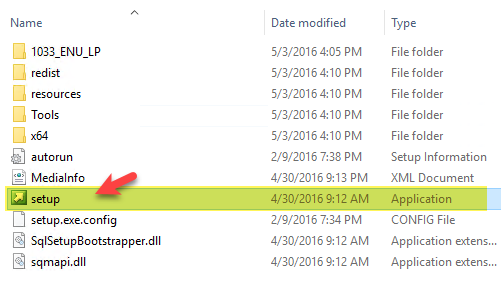 Name Date modified Type
1033_ENU_LP 5/3/2016 4:05 PM File folder
redist 5/3/2016 4:10 PM File folder
resources 5/3/2016 4:10 PM File folder
Tools 5/3/2016 4:10 PM File folder
x64 5/3/2016 4:10 PM File folder
autorun 2/9/2016 7:38 PM Setup Information
MediaInfo 4/30/2016 9:13 PM XML Document
setup 4/30/2016 9:12 AM Application
setup.exe.config 2/9/2016 7:34 PM CONFIG File
SqlSetupBootstrapper.dll 4/30/2016 9:12 AM Application extens...
sqmapi.dll 4/30/2016 9:12 AM Application extens...